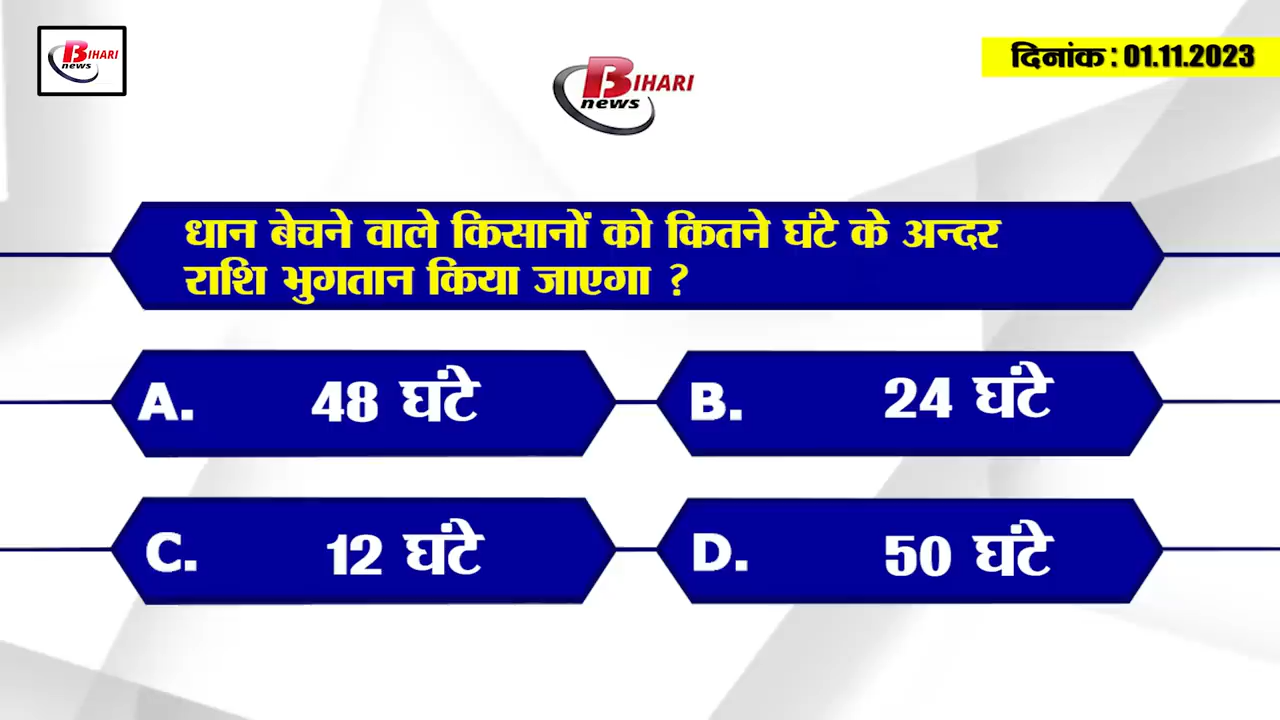 BIHARI
news
BIHARI
news
दिनांक : 01.11.2023
धान बेचने वाले किसानों को कितने घंटे के अन्दर
राशि भुगतान किया जाएगा ?
A. 48 घंटे
B. 24 घंटे
C. 12 घंटे
D. 50 घंटे